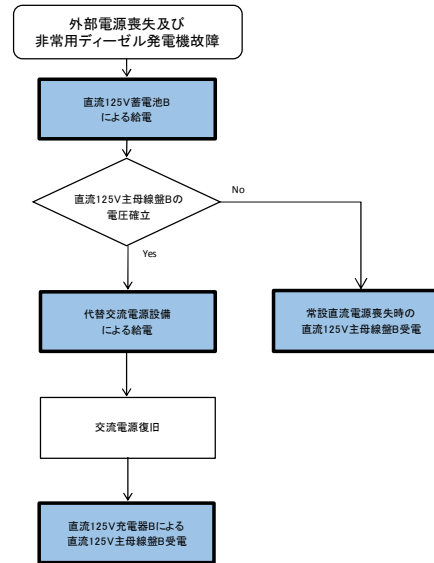 外部電源喪失及び
非常用ディーゼル発電機故障
直流125V蓄電池B
による給電
直流125V主母線盤Bの
電圧確立
No
Yes
代替交流電源設備
による給電
常設直流電源喪失時の
直流125V主母線盤B受電
交流電源復旧
直流125V充電器Bによる
直流125V主母線盤B受電